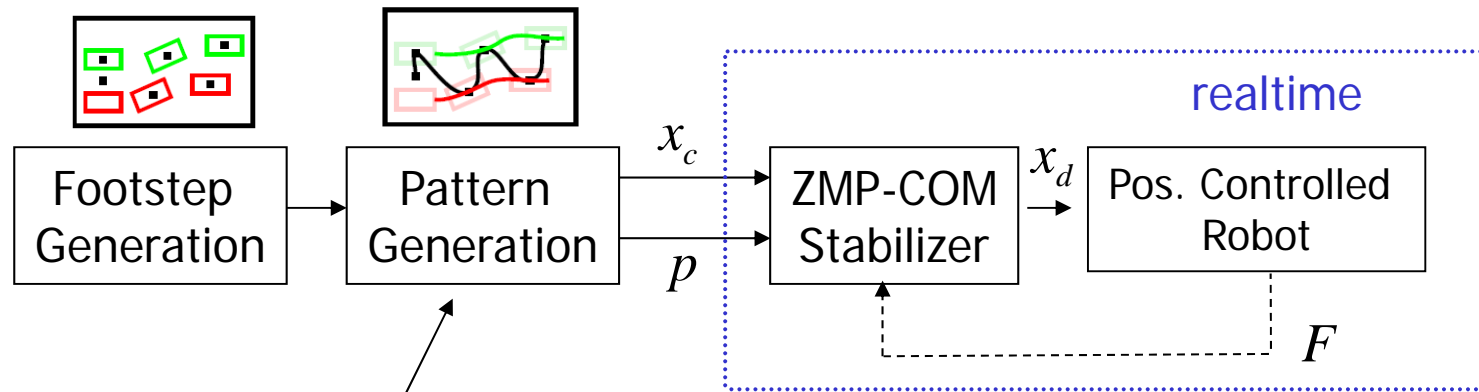 realtime
Footstep
Generation
Pattern
Generation
x_c
p
ZMP-COM
Stabilizer
x_d
Pos. Controlled
Robot
F